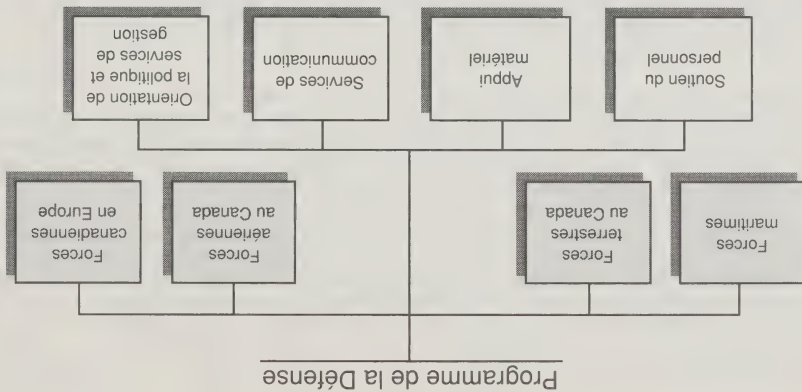 Programme de la Défense
Forces
maritimes
Forces
terrestres
au Canada
Forces
aériennes
au Canada
Forces
canadiennes
en Europe
Soutien du
personnel
Appui
matériel
Services de
communication
Orientation de
la politique et
services de
gestion